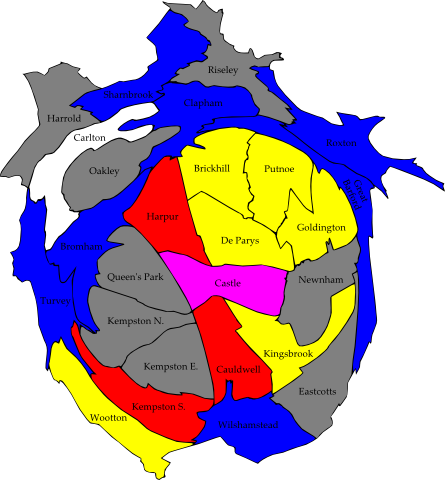 Riseley
Sharnbrook
Clapham
Harrold
Carlton
Roxton
Oakley
Brickhill
Putnoe
Great
Barford
Harpur
Goldington
De Parys
Bromham
Queen's Park
Castle
Newnham
Turvey
Kempston N.
Kingsbrook
Kempston E.
Cauldwell
Eastcotts
Kempston S.
Wootton
Wilshamstead